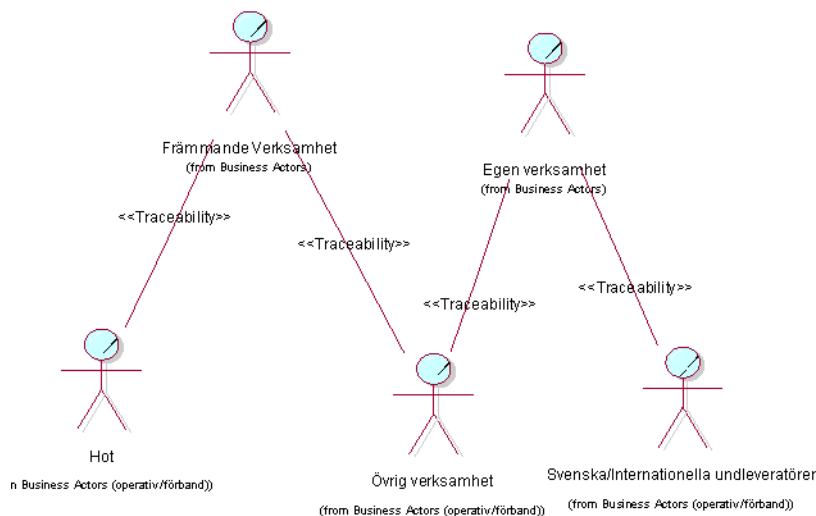 Främmande Verksamhet
(from Business Actors)
Egen verksamhet
(from Business Actors)
<<Traceability>>
<<Traceability>>
<<Traceability>>
<<Traceability>>
Hot
n Business Actors (operativ/förband))
Övrig verksamhet
(from Business Actors (operativ/förband))
Svenska/Internationella undleveratörer
(from Business Actors (operativ/förband))